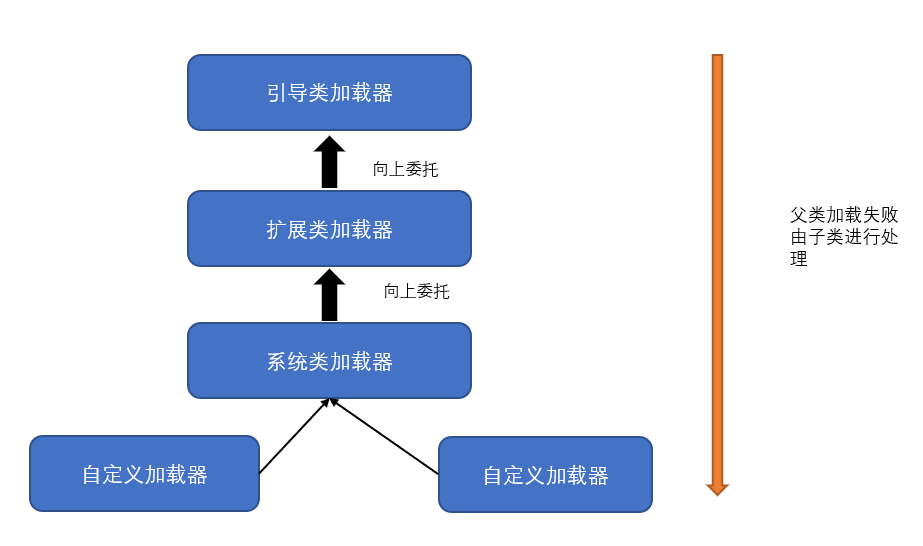 引导类加载器
向上委托
扩展类加载器
父类加载失败
由子类进行处
理
向上委托
系统类加载器
自定义加载器
自定义加载器